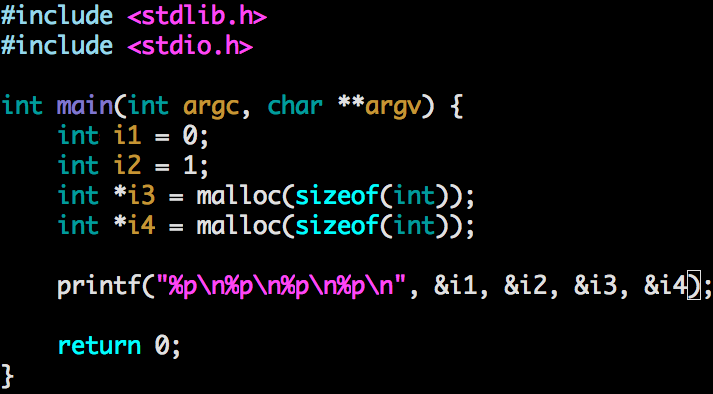 #include <stdlib.h>
#include <stdio.h>
int main(int argc, char **argv) {
    int i1 = 0;
    int i2 = 1;
    int *i3 = malloc(sizeof(int));
    int *i4 = malloc(sizeof(int));
    printf("%p\n%p\n%p\n%p\n", &i1, &i2, &i3, &i4);
    return 0;
}